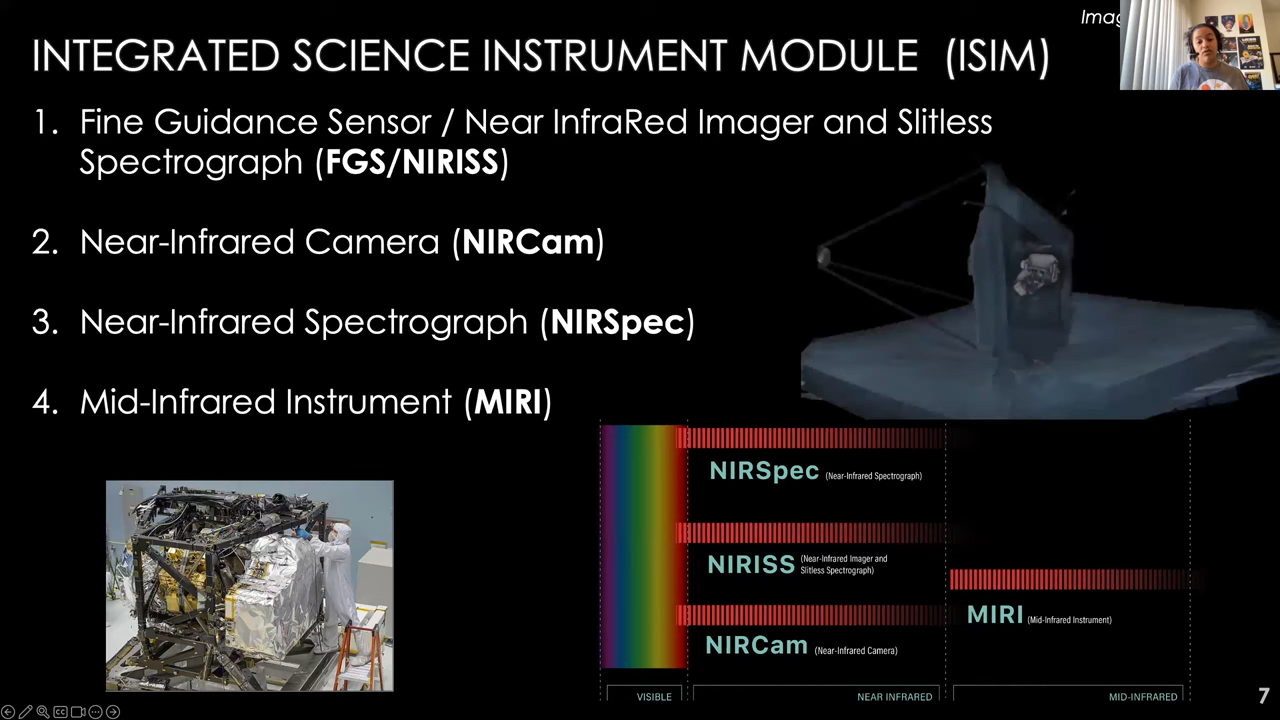 Imag
INTEGRATED SCIENCE INSTRUMENT MODULE (ISIM)
1. Fine Guidance Sensor / Near InfraRed Imager and Slitless
Spectrograph (FGS/NIRISS)
2. Near-Infrared Camera (NIRCam)
3. Near-Infrared Spectrograph (NIRSpec)
4. Mid-Infrared Instrument (MIRI)
NIRSpec (Near-Infrared Spectrograph)
NIRISS (Near-Infrared Imager and
Slitless Spectrograph)
MIRI (Mid-Infrared Instrument)
NIRCam (Near-Infrared Camera)
VISIBLE
NEAR INFRARED
MID-INFRARED
7